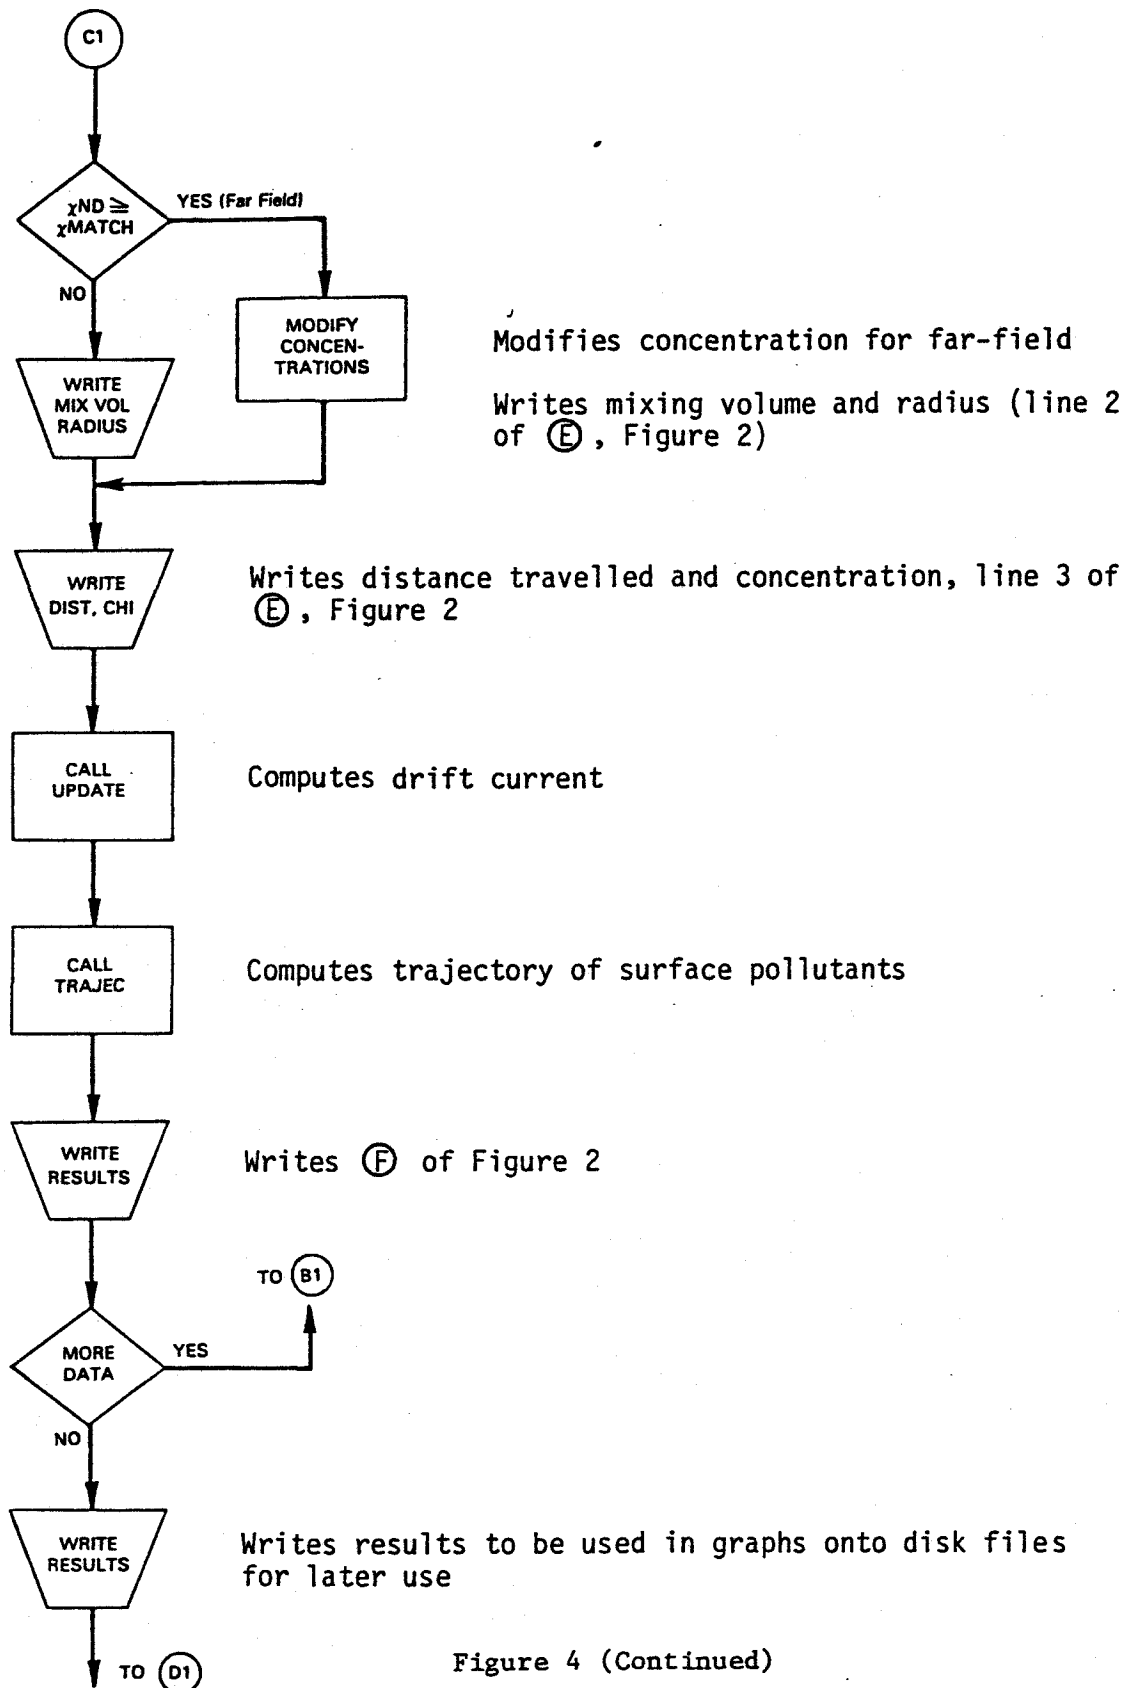 C1
χND ≧
χMATCH
YES (Far Field)
NO
MODIFY
CONCEN-
TRATIONS
Modifies concentration for far-field
WRITE
MIX VOL
RADIUS
Writes mixing volume and radius (line 2
of Ⓔ, Figure 2)
WRITE
DIST, CHI
Writes distance travelled and concentration, line 3 of
Ⓔ, Figure 2
CALL
UPDATE
Computes drift current
CALL
TRAJEC
Computes trajectory of surface pollutants
WRITE
RESULTS
Writes Ⓕ of Figure 2
TO B1
MORE
DATA
YES
NO
WRITE
RESULTS
Writes results to be used in graphs onto disk files
for later use
TO D1
Figure 4 (Continued)